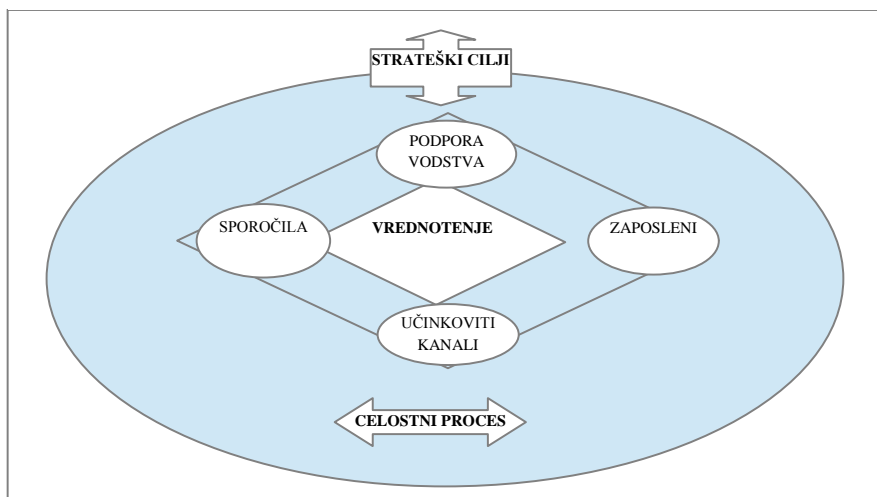 STRATEŠKI CILJI
PODPORA
VODSTVA
SPOROČILA
VREDNOTENJE
ZAPOSLENI
UČINKOVITI
KANALI
CELOSTNI PROCES